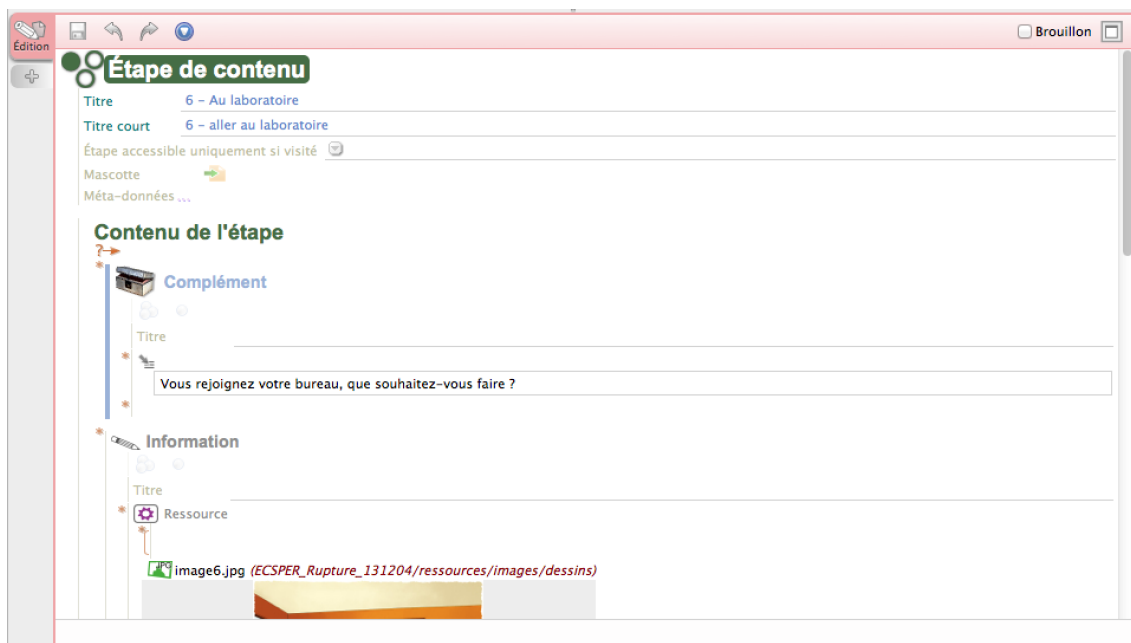 Édition
Brouillon
Étape de contenu
Titre 6 – Au laboratoire
Titre court 6 – aller au laboratoire
Étape accessible uniquement si visité
Mascotte
Méta-données ...
Contenu de l'étape
?
*
Complément
Titre
*
Vous rejoignez votre bureau, que souhaitez-vous faire ?
*
* Information
Titre
* Ressource
*
JPG image6.jpg (ECSPER_Rupture_131204/ressources/images/dessins)